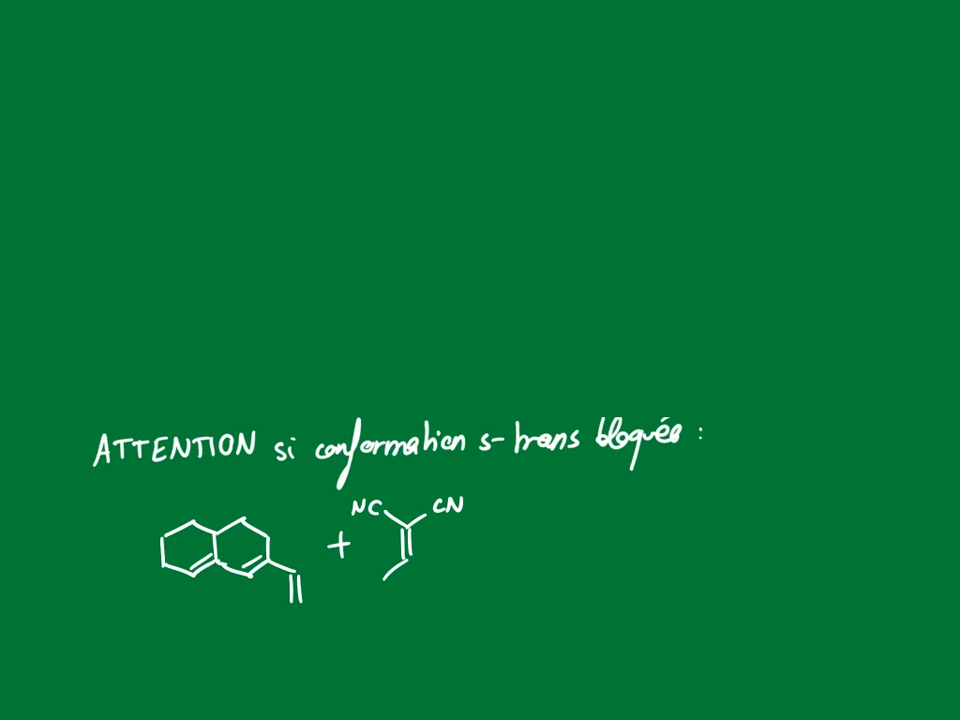 ATTENTION si conformation s-trans bloquée :
NC CN
+